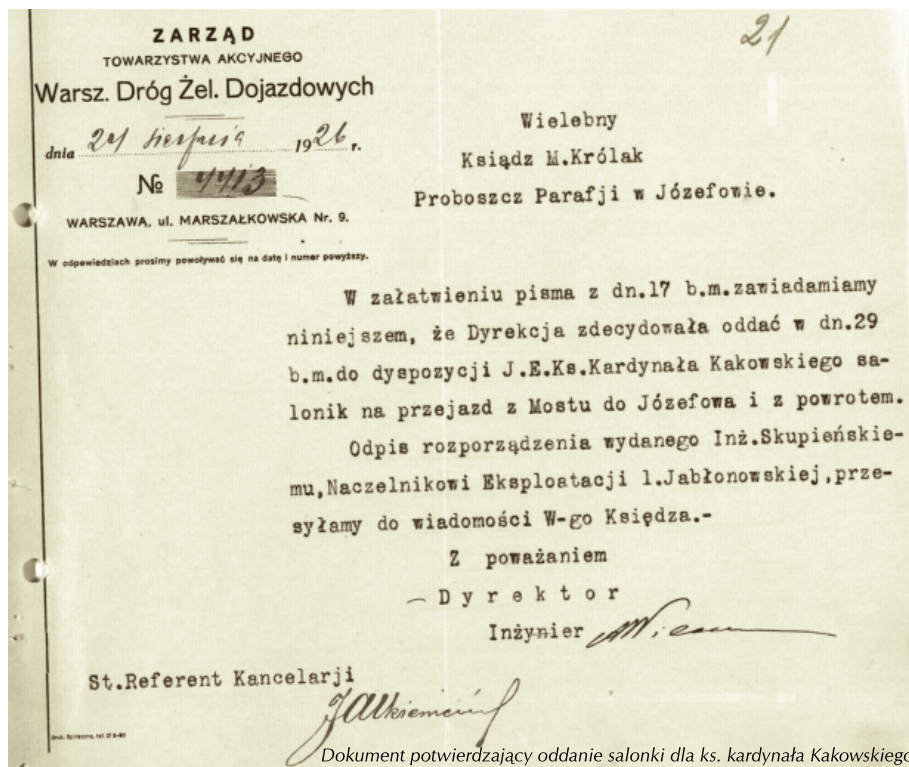 21
ZARZĄD
TOWARZYSTWA AKCYJNEGO
Warsz. Dróg Żel. Dojazdowych
dnia sierpnia 1926 r.
№ 4413
WARSZAWA, ul. MARSZAŁKOWSKA Nr. 9.
W odpowiedziach prosimy powoływać się na datę i numer powyższy.
Wielebny
Ksiądz M.Królak
Proboszcz Parafji w Józefowie.
W załatwieniu pisma z dn.17 b.m.zawiadamiamy
niniejszem, że Dyrekcja zdecydowała oddać w dn.29
b.m.do dyspozycji J.E.Ks.Kardynała Kakowskiego sa-
lonik na przejazd z Mostu do Józefowa i z powrotem.
Odpis rozporządzenia wydanego Inż.Skupieńskie-
mu,Naczelnikowi Eksploatacji l.Jabłonowskiej,prze-
syłamy do wiadomości W-go Księdza.-
Z poważaniem
— D y r e k t o r
Inżynier
St.Referent Kancelarji
Dokument potwierdzający oddanie salonki dla ks. kardynała Kakowskiego